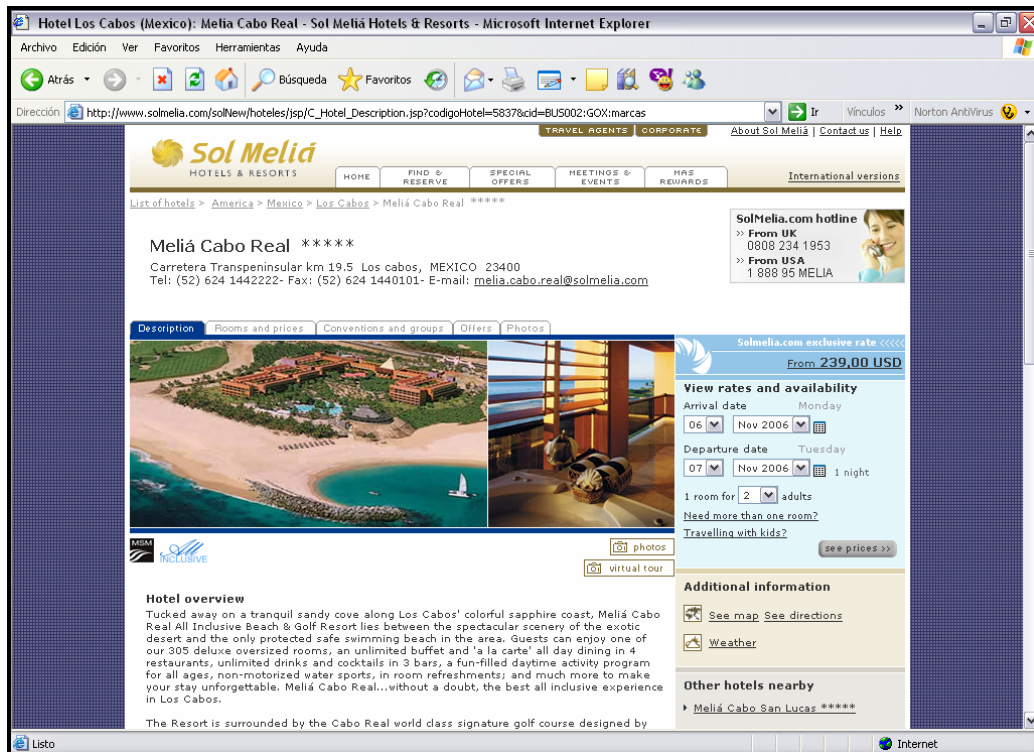 Hotel Los Cabos (Mexico): Melia Cabo Real - Sol Meliá Hotels & Resorts - Microsoft Internet Explorer
Archivo Edición Ver Favoritos Herramientas Ayuda
Atrás Búsqueda Favoritos
Dirección http://www.solmelia.com/solNew/hoteles/jsp/C_Hotel_Description.jsp?codigoHotel=5837&cid=BUS002:GOX:marcas Ir Vínculos » Norton AntiVirus
TRAVEL AGENTS CORPORATE About Sol Meliá | Contact us | Help
Sol Meliá
HOTELS & RESORTS
HOME FIND & RESERVE SPECIAL OFFERS MEETINGS & EVENTS MAS REWARDS International versions
List of hotels > America > Mexico > Los Cabos > Meliá Cabo Real *****
SolMelia.com hotline
›› From UK
0808 234 1953
›› From USA
1 888 95 MELIA
Meliá Cabo Real *****
Carretera Transpeninsular km 19.5 Los cabos, MEXICO 23400
Tel: (52) 624 1442222- Fax: (52) 624 1440101- E-mail: melia.cabo.real@solmelia.com
Description Rooms and prices Conventions and groups Offers Photos
Solmelia.com exclusive rate <<<<<
From 239,00 USD
View rates and availability
Arrival date Monday
06 Nov 2006
Departure date Tuesday
07 Nov 2006 1 night
1 room for 2 adults
Need more than one room?
Travelling with kids?
see prices >>
MSM All INCLUSIVE
photos
virtual tour
Hotel overview
Tucked away on a tranquil sandy cove along Los Cabos' colorful sapphire coast, Meliá Cabo
Real All Inclusive Beach & Golf Resort lies between the spectacular scenery of the exotic
desert and the only protected safe swimming beach in the area. Guests can enjoy one of
our 305 deluxe oversized rooms, an unlimited buffet and 'a la carte' all day dining in 4
restaurants, unlimited drinks and cocktails in 3 bars, a fun-filled daytime activity program
for all ages, non-motorized water sports, in room refreshments; and much more to make
your stay unforgettable. Meliá Cabo Real...without a doubt, the best all inclusive experience
in Los Cabos.
The Resort is surrounded by the Cabo Real world class signature golf course designed by
Additional information
See map See directions
Weather
Other hotels nearby
Meliá Cabo San Lucas *****
Listo Internet